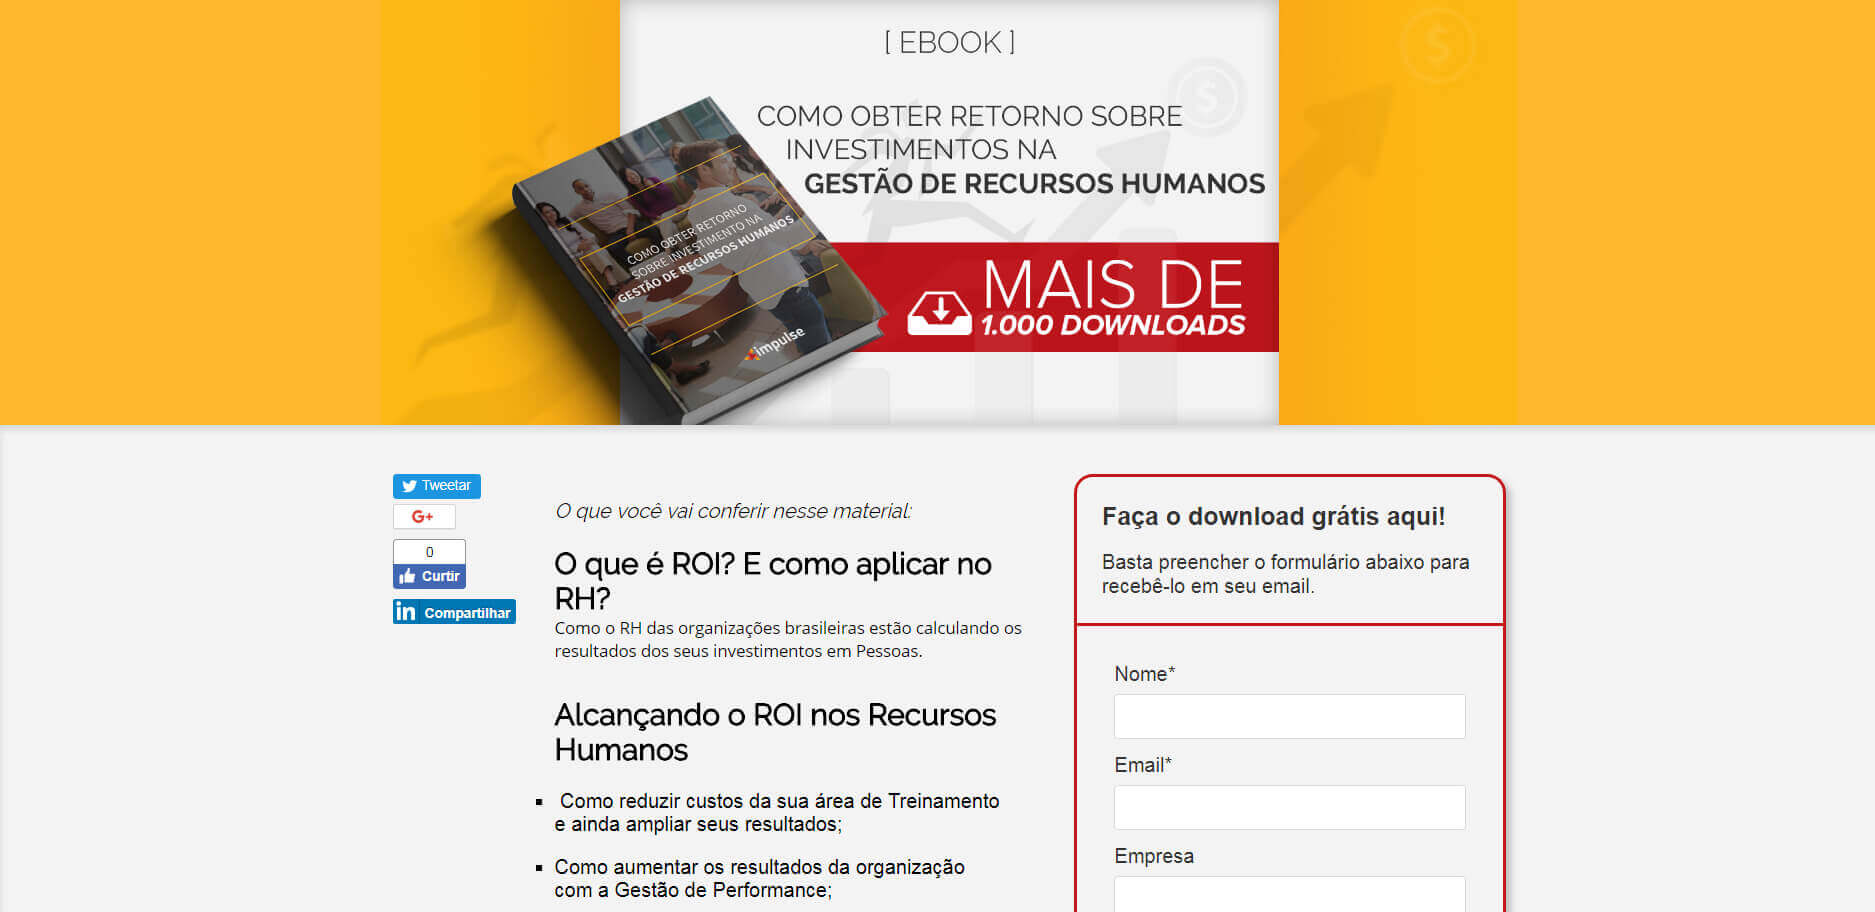 [ EBOOK ]
COMO OBTER RETORNO SOBRE
INVESTIMENTOS NA
GESTÃO DE RECURSOS HUMANOS
COMO OBTER RETORNO
SOBRE INVESTIMENTO NA
GESTÃO DE RECURSOS HUMANOS
impulse
MAIS DE
1.000 DOWNLOADS
Tweetar
G+
0
Curtir
in Compartilhar
O que você vai conferir nesse material:
O que é ROI? E como aplicar no
RH?
Como o RH das organizações brasileiras estão calculando os
resultados dos seus investimentos em Pessoas.
Alcançando o ROI nos Recursos
Humanos
Como reduzir custos da sua área de Treinamento
e ainda ampliar seus resultados;
Como aumentar os resultados da organização
com a Gestão de Performance;
Faça o download grátis aqui!
Basta preencher o formulário abaixo para
recebê-lo em seu email.
Nome*
Email*
Empresa